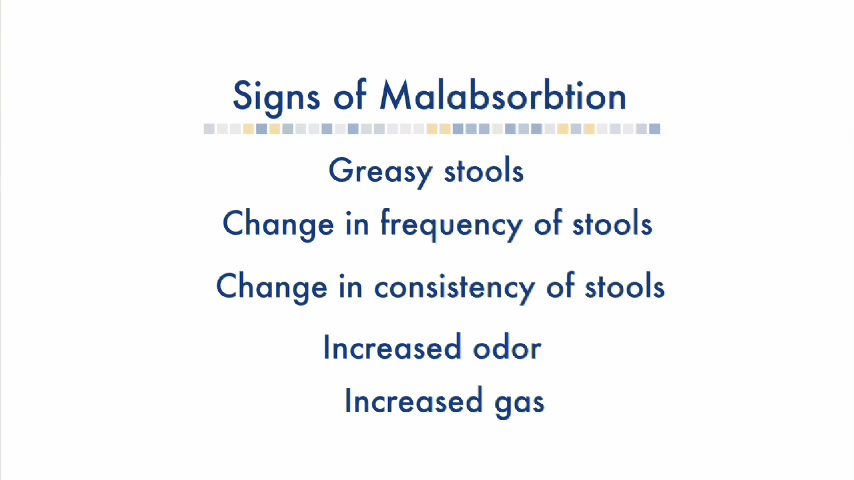 Signs of Malabsorbtion
Greasy stools
Change in frequency of stools
Change in consistency of stools
Increased odor
Increased gas